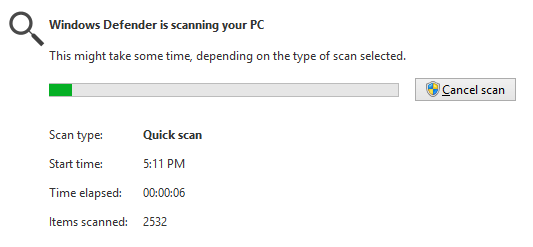 Windows Defender is scanning your PC
This might take some time, depending on the type of scan selected.
Cancel scan
Scan type: Quick scan
Start time: 5:11 PM
Time elapsed: 00:00:06
Items scanned: 2532